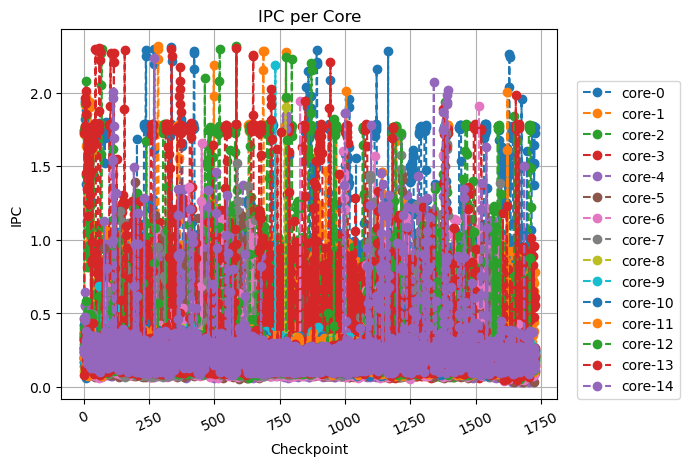 IPC per Core
IPC
2.0
1.5
1.0
0.5
0.0
0
250
500
750
1000
1250
1500
1750
Checkpoint
core-0
core-1
core-2
core-3
core-4
core-5
core-6
core-7
core-8
core-9
core-10
core-11
core-12
core-13
core-14